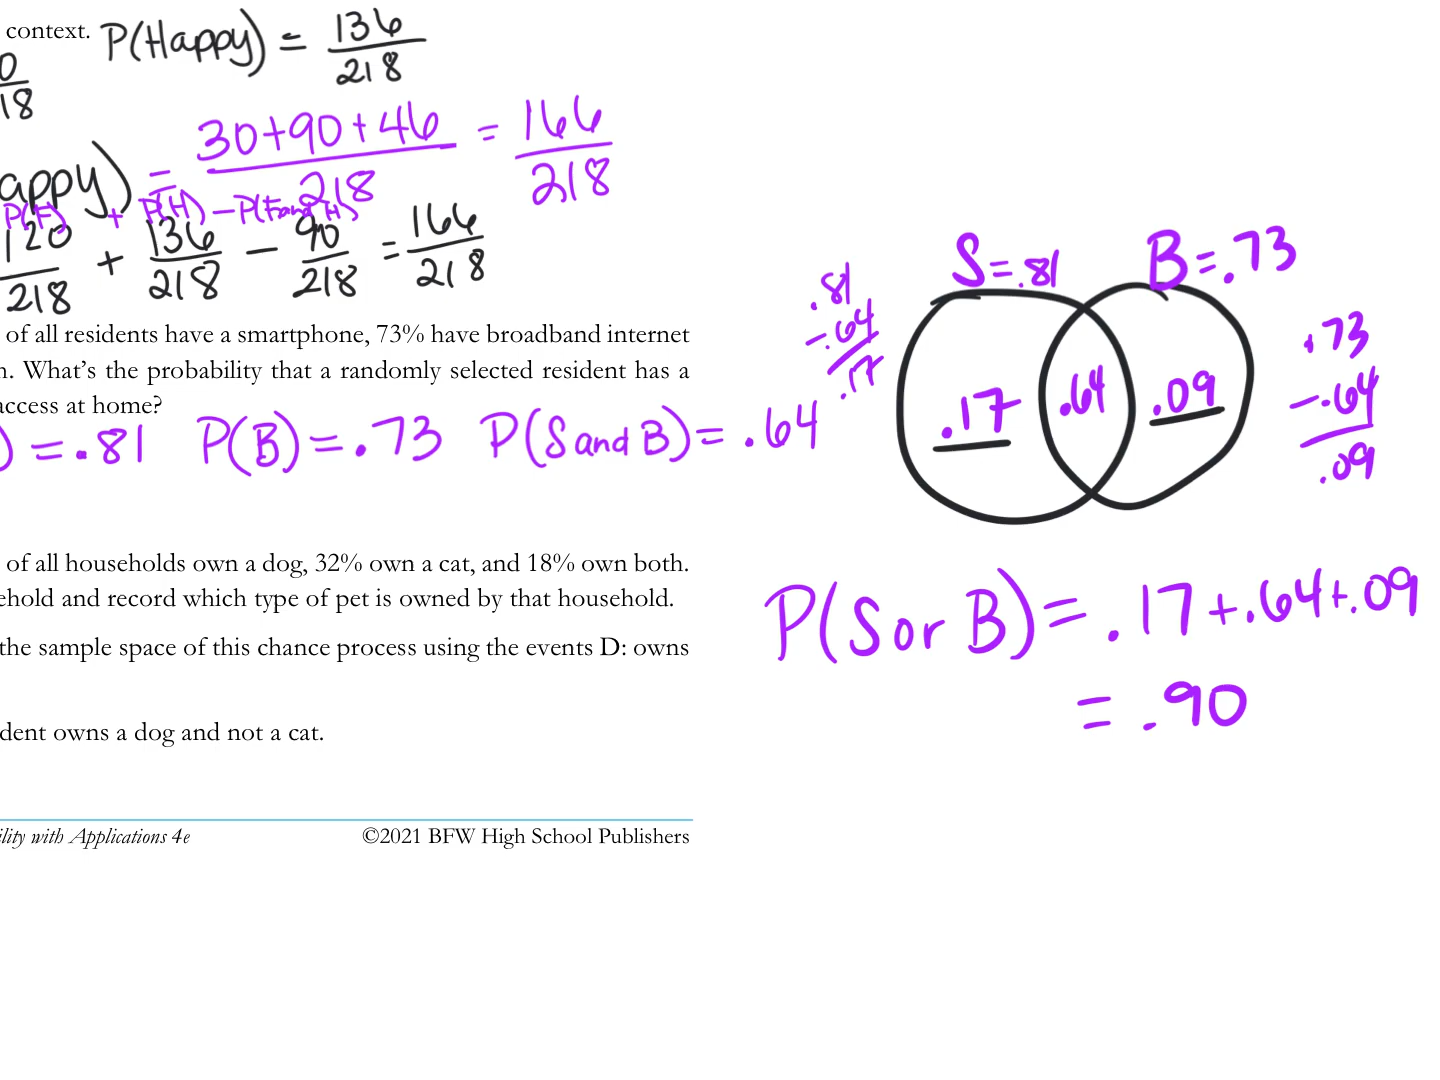 context. P(Happy) = 136/218
0/18
appy) = 30+90+46/218 = 166/218
P(F) + P(H) - P(F and H)
120/218 + 136/218 - 90/218 = 166/218
of all residents have a smartphone, 73% have broadband internet
n. What's the probability that a randomly selected resident has a
access at home?
) = .81 P(B) = .73 P(S and B) = .64
S = .81 B = .73
.81
- .64
.17
.17 .64 .09
.73
- .64
.09
of all households own a dog, 32% own a cat, and 18% own both.
ehold and record which type of pet is owned by that household.
the sample space of this chance process using the events D: owns
dent owns a dog and not a cat.
P(S or B) = .17+.64+.09
= .90
ility with Applications 4e ©2021 BFW High School Publishers